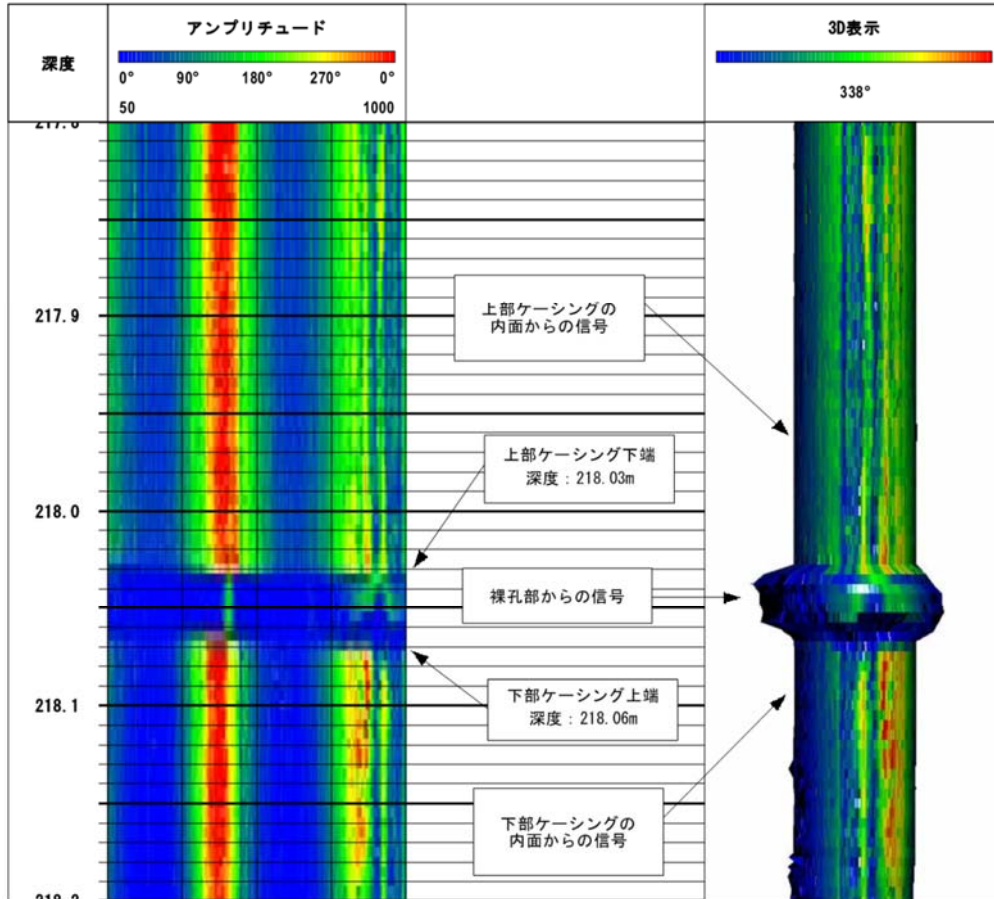 深度
アンプリチュード
0° 90° 180° 270° 0°
50 1000
3D表示
338°
217.9
218.0
218.1
上部ケーシングの
内面からの信号
上部ケーシング下端
深度：218.03m
裸孔部からの信号
下部ケーシング上端
深度：218.06m
下部ケーシングの
内面からの信号